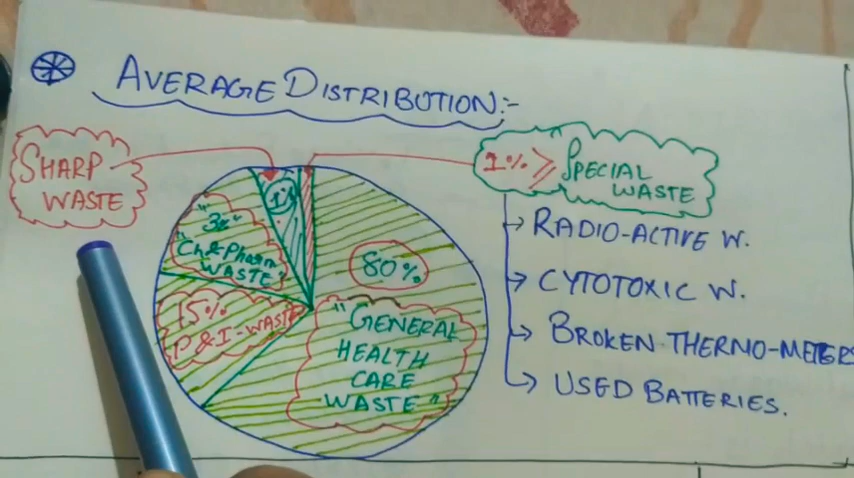 AVERAGE DISTRIBUTION:-
SHARP
WASTE
1% ≥ SPECIAL
WASTE
→ RADIO-ACTIVE W.
→ CYTOTOXIC W.
→ BROKEN THERMO-METERS
→ USED BATTERIES.
1%
"3%"
"Ch & Pharm
WASTE"
80%
15%
P & I - WASTE
"GENERAL
HEALTH
CARE
WASTE"